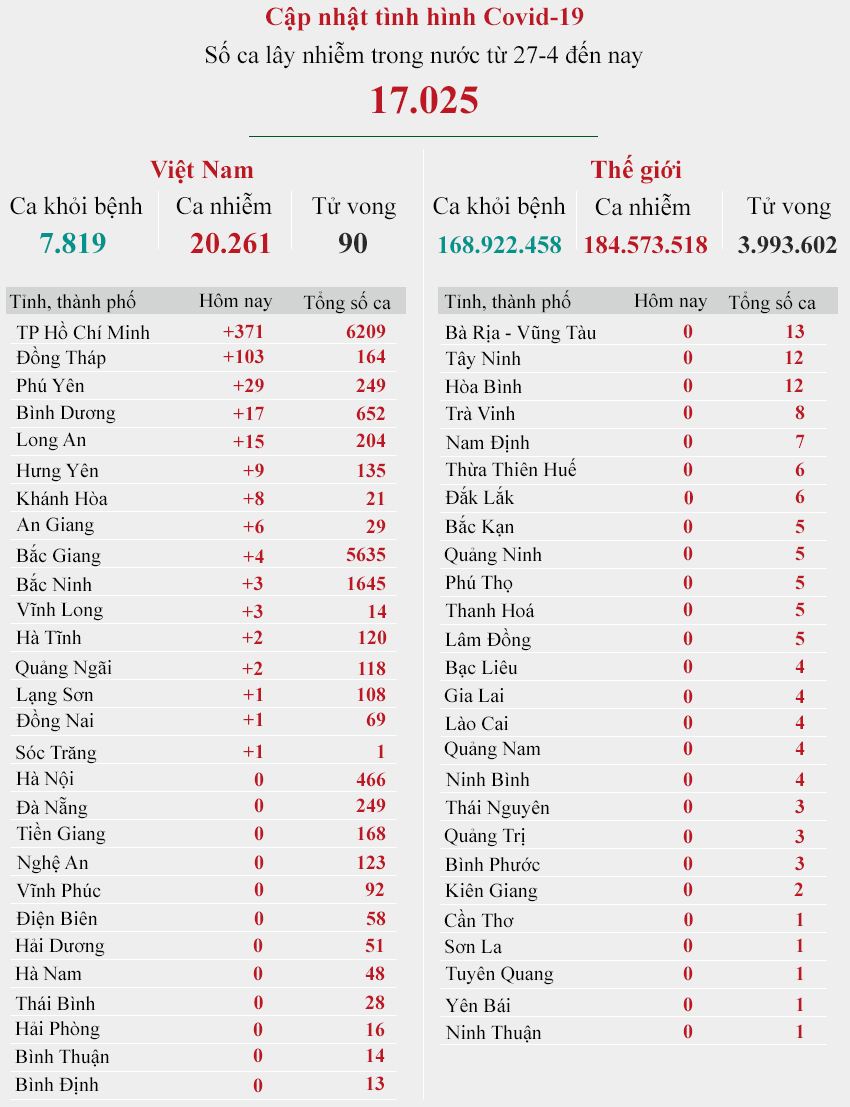 Cập nhật tình hình Covid-19
Số ca lây nhiễm trong nước từ 27-4 đến nay
17.025
Việt Nam
Ca khỏi bệnh Ca nhiễm Tử vong
7.819 20.261 90
Thế giới
Ca khỏi bệnh Ca nhiễm Tử vong
168.922.458 184.573.518 3.993.602
Tỉnh, thành phố Hôm nay Tổng số ca
TP Hồ Chí Minh +371 6209
Đồng Tháp +103 164
Phú Yên +29 249
Bình Dương +17 652
Long An +15 204
Hưng Yên +9 135
Khánh Hòa +8 21
An Giang +6 29
Bắc Giang +4 5635
Bắc Ninh +3 1645
Vĩnh Long +3 14
Hà Tĩnh +2 120
Quảng Ngãi +2 118
Lạng Sơn +1 108
Đồng Nai +1 69
Sóc Trăng +1 1
Hà Nội 0 466
Đà Nẵng 0 249
Tiền Giang 0 168
Nghệ An 0 123
Vĩnh Phúc 0 92
Điện Biên 0 58
Hải Dương 0 51
Hà Nam 0 48
Thái Bình 0 28
Hải Phòng 0 16
Bình Thuận 0 14
Bình Định 0 13
Tỉnh, thành phố Hôm nay Tổng số ca
Bà Rịa - Vũng Tàu 0 13
Tây Ninh 0 12
Hòa Bình 0 12
Trà Vinh 0 8
Nam Định 0 7
Thừa Thiên Huế 0 6
Đắk Lắk 0 6
Bắc Kạn 0 5
Quảng Ninh 0 5
Phú Thọ 0 5
Thanh Hoá 0 5
Lâm Đồng 0 5
Bạc Liêu 0 4
Gia Lai 0 4
Lào Cai 0 4
Quảng Nam 0 4
Ninh Bình 0 4
Thái Nguyên 0 3
Quảng Trị 0 3
Bình Phước 0 3
Kiên Giang 0 2
Cần Thơ 0 1
Sơn La 0 1
Tuyên Quang 0 1
Yên Bái 0 1
Ninh Thuận 0 1